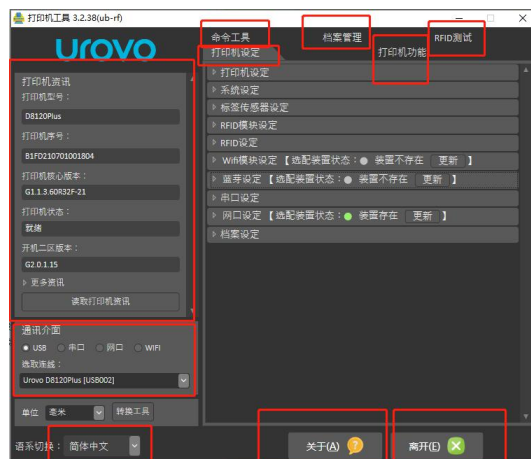 打印机工具 3.2.38(ub-rf)
urovo
打印机资讯
打印机型号：
D8120Plus
打印机序号：
B1FD210701001804
打印机核心版本：
G1.1.3.60R32F-21
打印机状态：
就绪
开机二区版本：
G2.0.1.15
更多资讯
读取打印机资讯
通讯介面
USB 串口 网口 WIFI
选取连线：
Urovo D8120Plus [USB002]
单位 毫米 转换工具
语系切换： 简体中文
命令工具 档案管理 RFID测试
打印机设定 打印机功能
打印机设定
系统设定
标签传感器设定
RFID模块设定
RFID设定
Wifi模块设定 【 选配装置状态： 装置不存在 更新 】
蓝芽设定 【 选配装置状态： 装置不存在 更新 】
串口设定
网口设定 【 选配装置状态： 装置存在 更新 】
档案设定
关于(A) 离开(E)